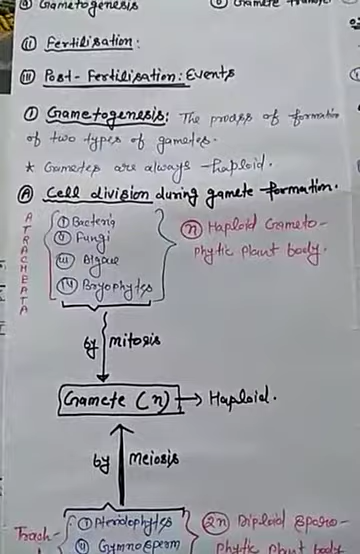 Gametogenesis
(ii) Fertilisation:
(iii) Post-Fertilisation: Events
① Gametogenesis: The process of formation
of two types of gametes.
* Gametes are always haploid.
Ⓐ Cell division during gamete formation.
ATRACHEATA
(i) Bacteria
(ii) Fungi
(iii) Algae
(iv) Bryophytes
(n) Haploid Gameto-
phytic plant body.
by mitosis
Gamete (n) → Haploid.
by meiosis
Trach-
(i) Pteridophytes
(ii) Gymnosperm
(2n) Diploid sporo-
phytic plant body